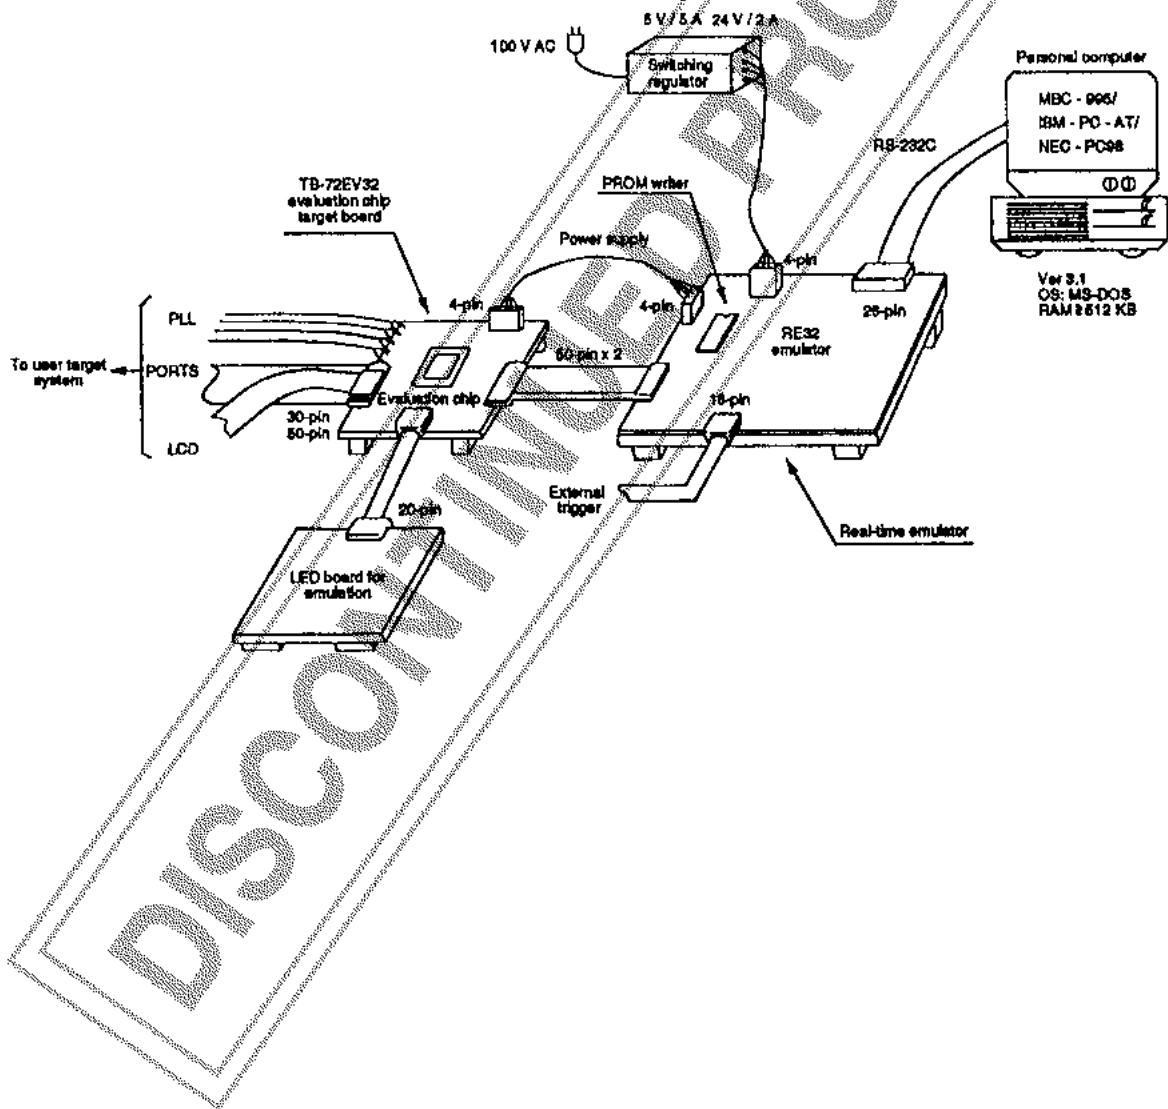 5 V / 5 A 24 V / 2 A
100 V AC
Switching
regulator
Personal computer
MBC - 995/
IBM - PC - AT/
NEC - PC98
RS-232C
TB-72EV32
evaluation chip
target board
PROM writer
Power supply
4-pin
4-pin
4-pin
26-pin
Ver 3.1
OS: MS-DOS
RAM ≥ 512 KB
PLL
RE32
emulator
50-pin x 2
To user target
system
PORTS
Evaluation chip
16-pin
30-pin
50-pin
LCD
External
trigger
20-pin
Real-time emulator
LED board for
emulation
DISCONTINUED PRO